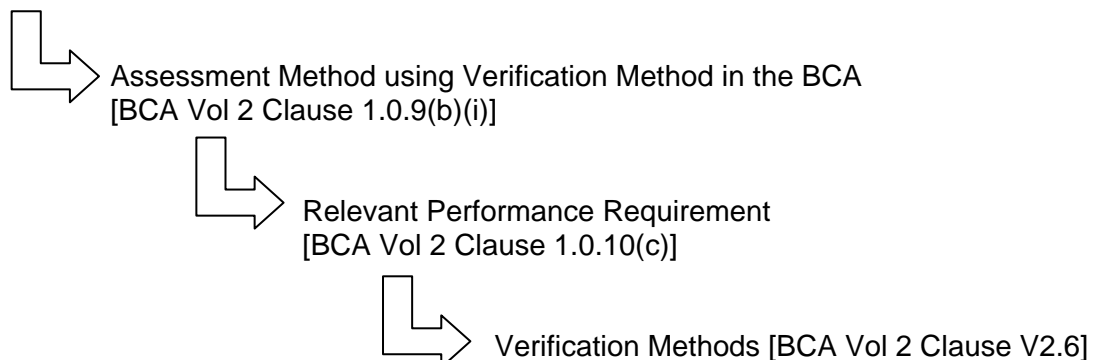 Assessment Method using Verification Method in the BCA
[BCA Vol 2 Clause 1.0.9(b)(i)]
Relevant Performance Requirement
[BCA Vol 2 Clause 1.0.10(c)]
Verification Methods [BCA Vol 2 Clause V2.6]